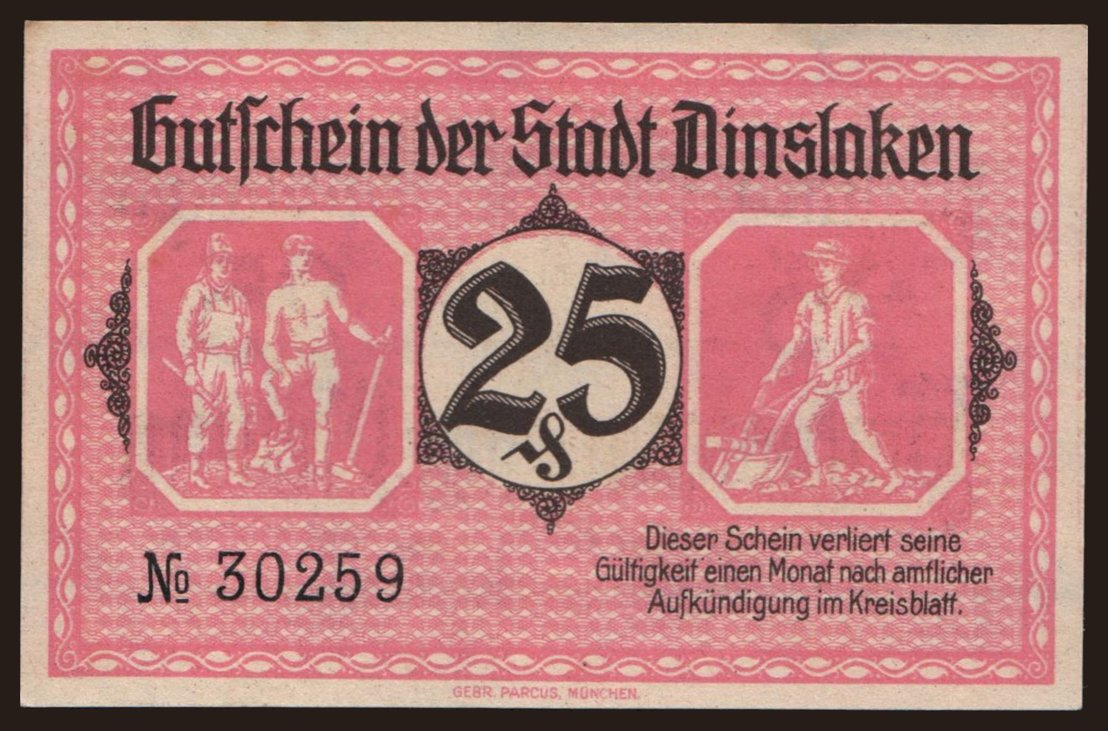 Gutschein der Stadt Dinslaken
25
₰
№ 30259
Dieser Schein verliert seine
Gültigkeit einen Monat nach amtlicher
Aufkündigung im Kreisblatt.
GEBR. PARCUS, MÜNCHEN.